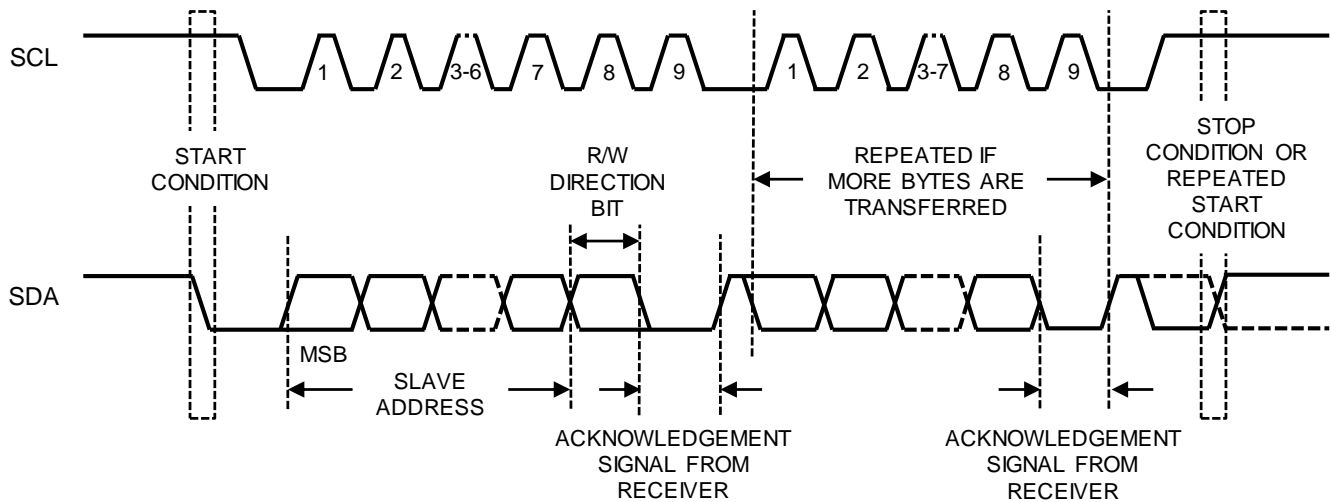 SCL
1
2
3-6
7
8
9
1
2
3-7
8
9
START
CONDITION
R/W
DIRECTION
BIT
REPEATED IF
MORE BYTES ARE
TRANSFERRED
STOP
CONDITION OR
REPEATED
START
CONDITION
SDA
MSB
SLAVE
ADDRESS
ACKNOWLEDGEMENT
SIGNAL FROM
RECEIVER
ACKNOWLEDGEMENT
SIGNAL FROM
RECEIVER